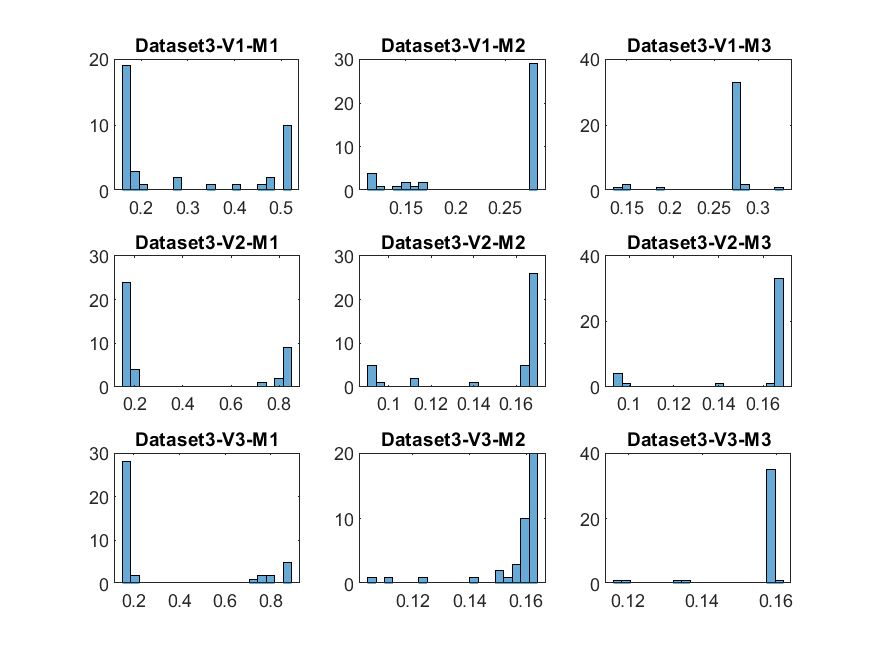 Dataset3-V1-M1 Dataset3-V1-M2 Dataset3-V1-M3
20 30 40
20
10 20
10
0 0 0
0.2 0.3 0.4 0.5 0.15 0.2 0.25 0.15 0.2 0.25 0.3
Dataset3-V2-M1 Dataset3-V2-M2 Dataset3-V2-M3
30 30 40
20 20
20
10 10
0 0 0
0.2 0.4 0.6 0.8 0.1 0.12 0.14 0.16 0.1 0.12 0.14 0.16
Dataset3-V3-M1 Dataset3-V3-M2 Dataset3-V3-M3
30 20 40
20
10 20
10
0 0 0
0.2 0.4 0.6 0.8 0.12 0.14 0.16 0.12 0.14 0.16